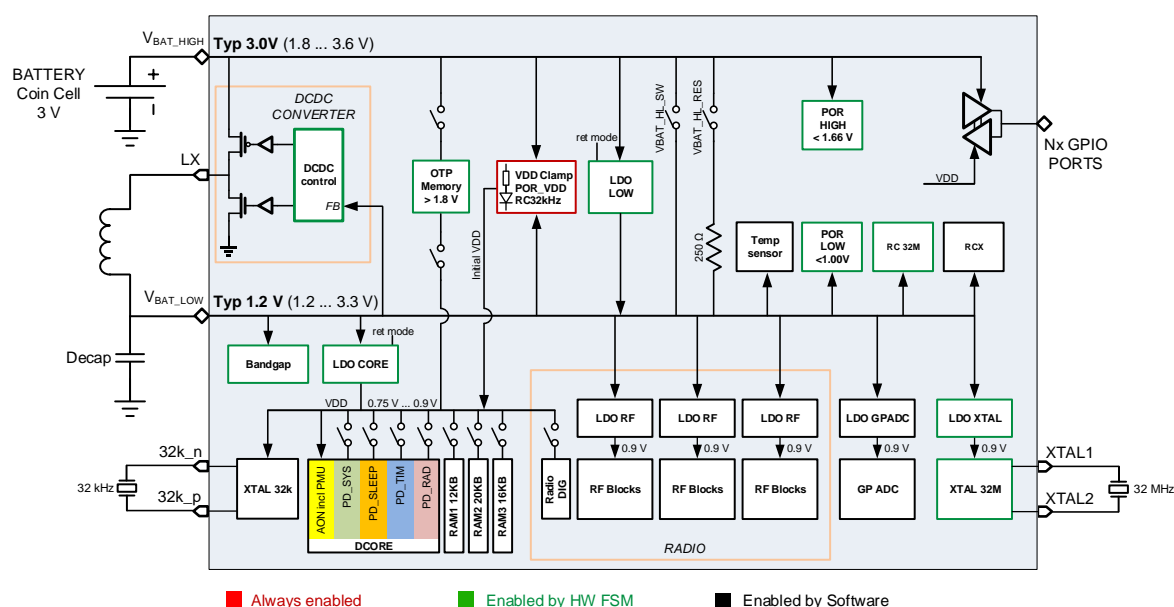 VBAT_HIGH
Typ 3.0V (1.8 ... 3.6 V)
BATTERY
Coin Cell
3 V
+
LX
DCDC
CONVERTER
DCDC
control
FB
OTP
Memory
> 1.8 V
Initial VDD
VDD Clamp
POR_VDD
RC32kHz
ret mode
LDO
LOW
VBAT_HL_SW
VBAT_HL_RES
250 Ω
POR
HIGH
< 1.66 V
VDD
Nx GPIO
PORTS
Temp
sensor
POR
LOW
<1.00V
RC 32M
RCX
VBAT_LOW
Typ 1.2 V (1.2 ... 3.3 V)
Decap
Bandgap
LDO CORE
ret mode
VDD
0.75 V ... 0.9 V
LDO RF
LDO RF
LDO RF
LDO GPADC
LDO XTAL
0.9 V
0.9 V
0.9 V
0.9 V
0.9 V
32k_n
32 kHz
32k_p
XTAL 32k
AON incl PMU
PD_SYS
PD_SLEEP
PD_TIM
PD_RAD
DCORE
RAM1 12KB
RAM2 20KB
RAM3 16KB
Radio
DIG
RF Blocks
RF Blocks
RF Blocks
RADIO
GP ADC
XTAL 32M
XTAL1
32 MHz
XTAL2
Always enabled
Enabled by HW FSM
Enabled by Software